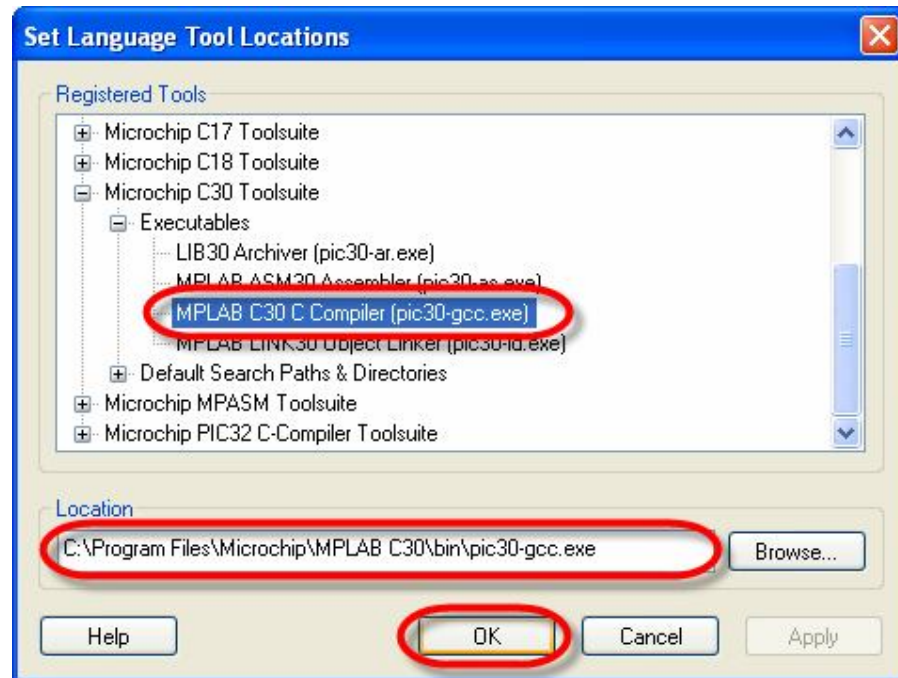 Set Language Tool Locations
Registered Tools
Microchip C17 Toolsuite
Microchip C18 Toolsuite
Microchip C30 Toolsuite
Executables
LIB30 Archiver (pic30-ar.exe)
MPLAB ASM30 Assembler (pic30-as.exe)
MPLAB C30 C Compiler (pic30-gcc.exe)
MPLAB LINK30 Object Linker (pic30-ld.exe)
Default Search Paths & Directories
Microchip MPASM Toolsuite
Microchip PIC32 C-Compiler Toolsuite
Location
C:\Program Files\Microchip\MPLAB C30\bin\pic30-gcc.exe
Browse...
Help OK Cancel Apply